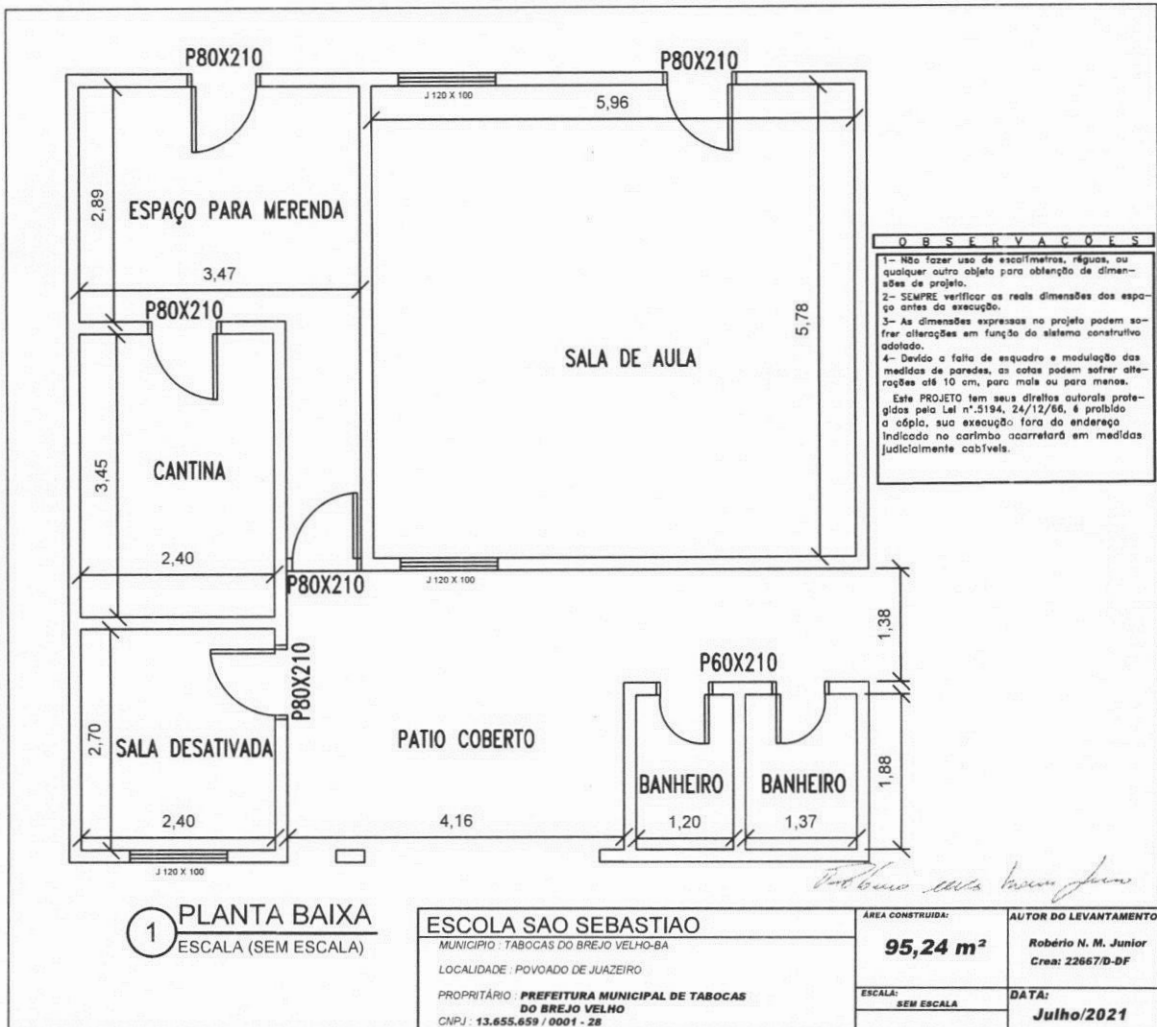 P80X210
P80X210
J 120 X 100
5,96
2,89
ESPAÇO PARA MERENDA
3,47
P80X210
5,78
SALA DE AULA
3,45
CANTINA
2,40
P80X210
J 120 X 100
O B S E R V A C Õ E S
1- Não fazer uso de escalímetros, réguas, ou
qualquer outro objeto para obtenção de dimen-
sões de projeto.
2- SEMPRE verificar as reais dimensões dos espa-
ço antes da execução.
3- As dimensões expressas no projeto podem so-
frer alterações em função do sistema construtivo
adotado.
4- Devido a falta de esquadro e modulação das
medidas de paredes, as cotas podem sofrer alte-
rações até 10 cm, para mais ou para menos.
Este PROJETO tem seus direitos autorais prote-
gidos pela Lei n°.5194, 24/12/66, é proibido
a cópia, sua execução fora do endereço
indicado no carimbo acarretará em medidas
judicialmente cabíveis.
1,38
P80X210
P60X210
2,70
SALA DESATIVADA
PATIO COBERTO
BANHEIRO
BANHEIRO
1,88
2,40
4,16
1,20
1,37
J 120 X 100
1
PLANTA BAIXA
ESCALA (SEM ESCALA)
ESCOLA SAO SEBASTIAO
MUNICIPIO : TABOCAS DO BREJO VELHO-BA
LOCALIDADE : POVOADO DE JUAZEIRO
PROPRITÁRIO : PREFEITURA MUNICIPAL DE TABOCAS
DO BREJO VELHO
CNPJ : 13.655.659 / 0001 - 28
ÁREA CONSTRUIDA:
95,24 m²
ESCALA:
SEM ESCALA
AUTOR DO LEVANTAMENTO
Robério N. M. Junior
Crea: 22667/D-DF
DATA:
Julho/2021